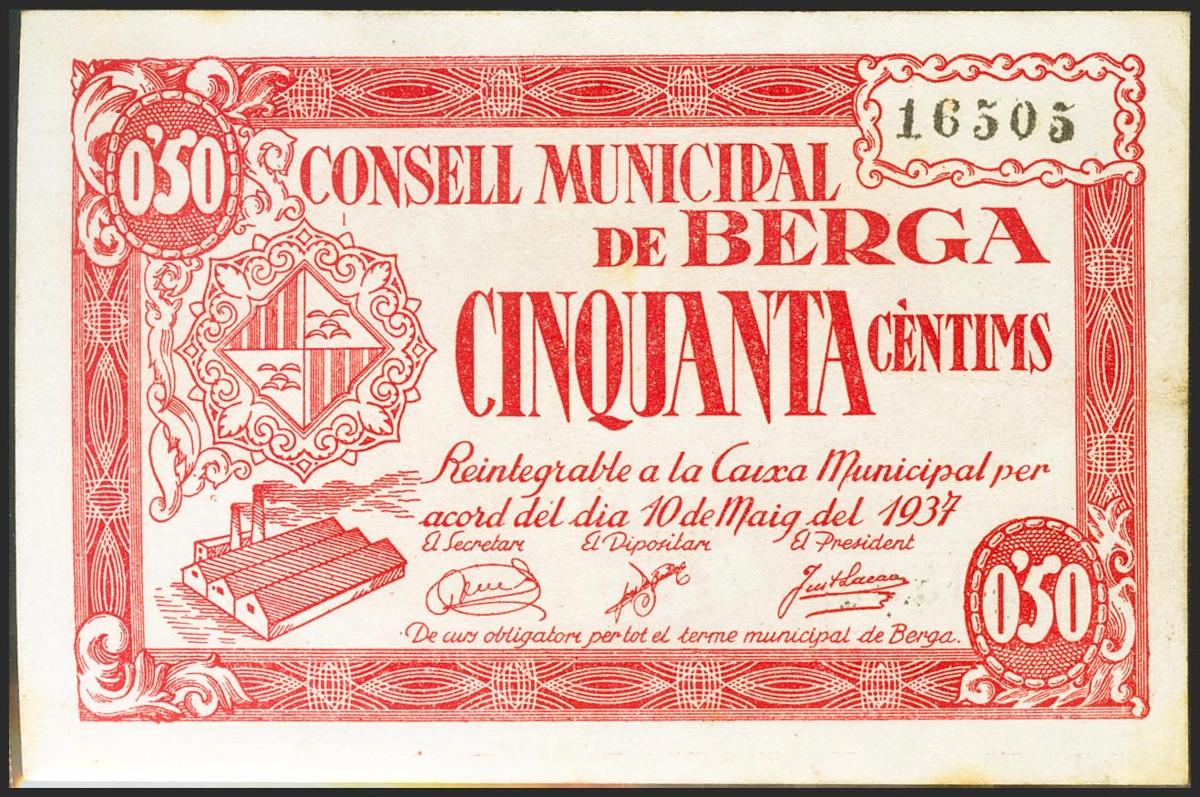 16505
0'50
CONSELL MUNICIPAL
DE BERGA
CINQUANTA CÈNTIMS
Reintegrable a la Caixa Municipal per
acord del dia 10 de Maig del 1937
El Secretari El Dipositari El President
De curs obligatori per tot el terme municipal de Berga.
0'50